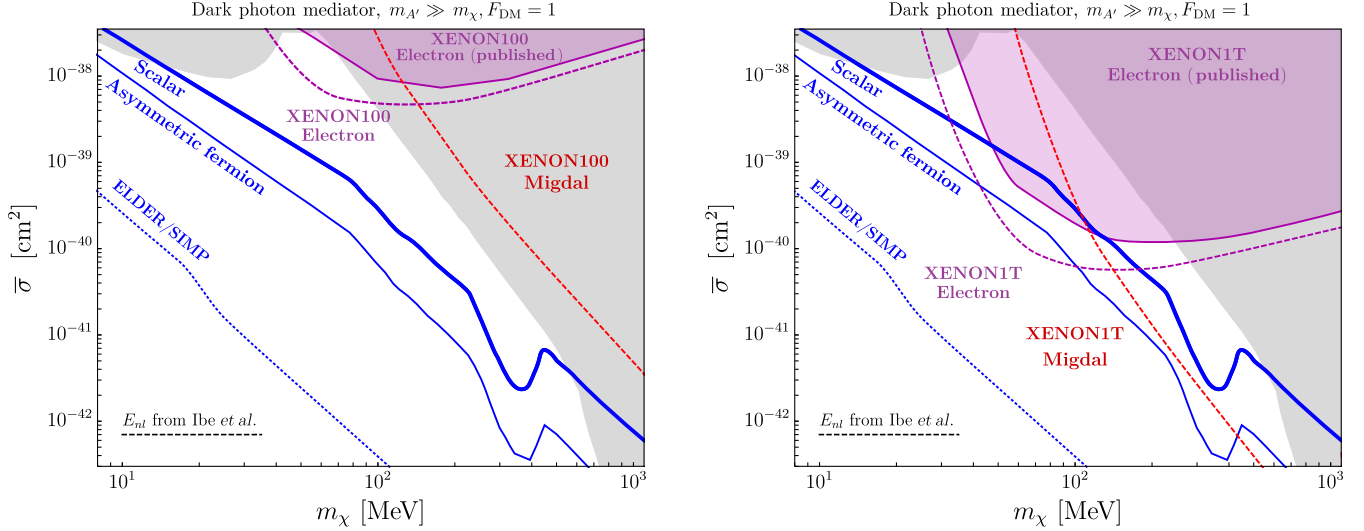 Dark photon mediator, $m_{A'} \gg m_\chi, F_{\rm DM} = 1$
XENON100
Electron (published)
Scalar
Asymmetric fermion
XENON100
Electron
XENON100
Migdal
ELDER/SIMP
$E_{nl}$ from Ibe et al.
10^{-38}
10^{-39}
10^{-40}
10^{-41}
10^{-42}
$\overline{\sigma}$ [cm^2]
10^1
10^2
10^3
$m_\chi$ [MeV]
Dark photon mediator, $m_{A'} \gg m_\chi, F_{\rm DM} = 1$
XENON1T
Electron (published)
Scalar
Asymmetric fermion
ELDER/SIMP
XENON1T
Electron
XENON1T
Migdal
$E_{nl}$ from Ibe et al.
10^{-38}
10^{-39}
10^{-40}
10^{-41}
10^{-42}
$\overline{\sigma}$ [cm^2]
10^1
10^2
10^3
$m_\chi$ [MeV]